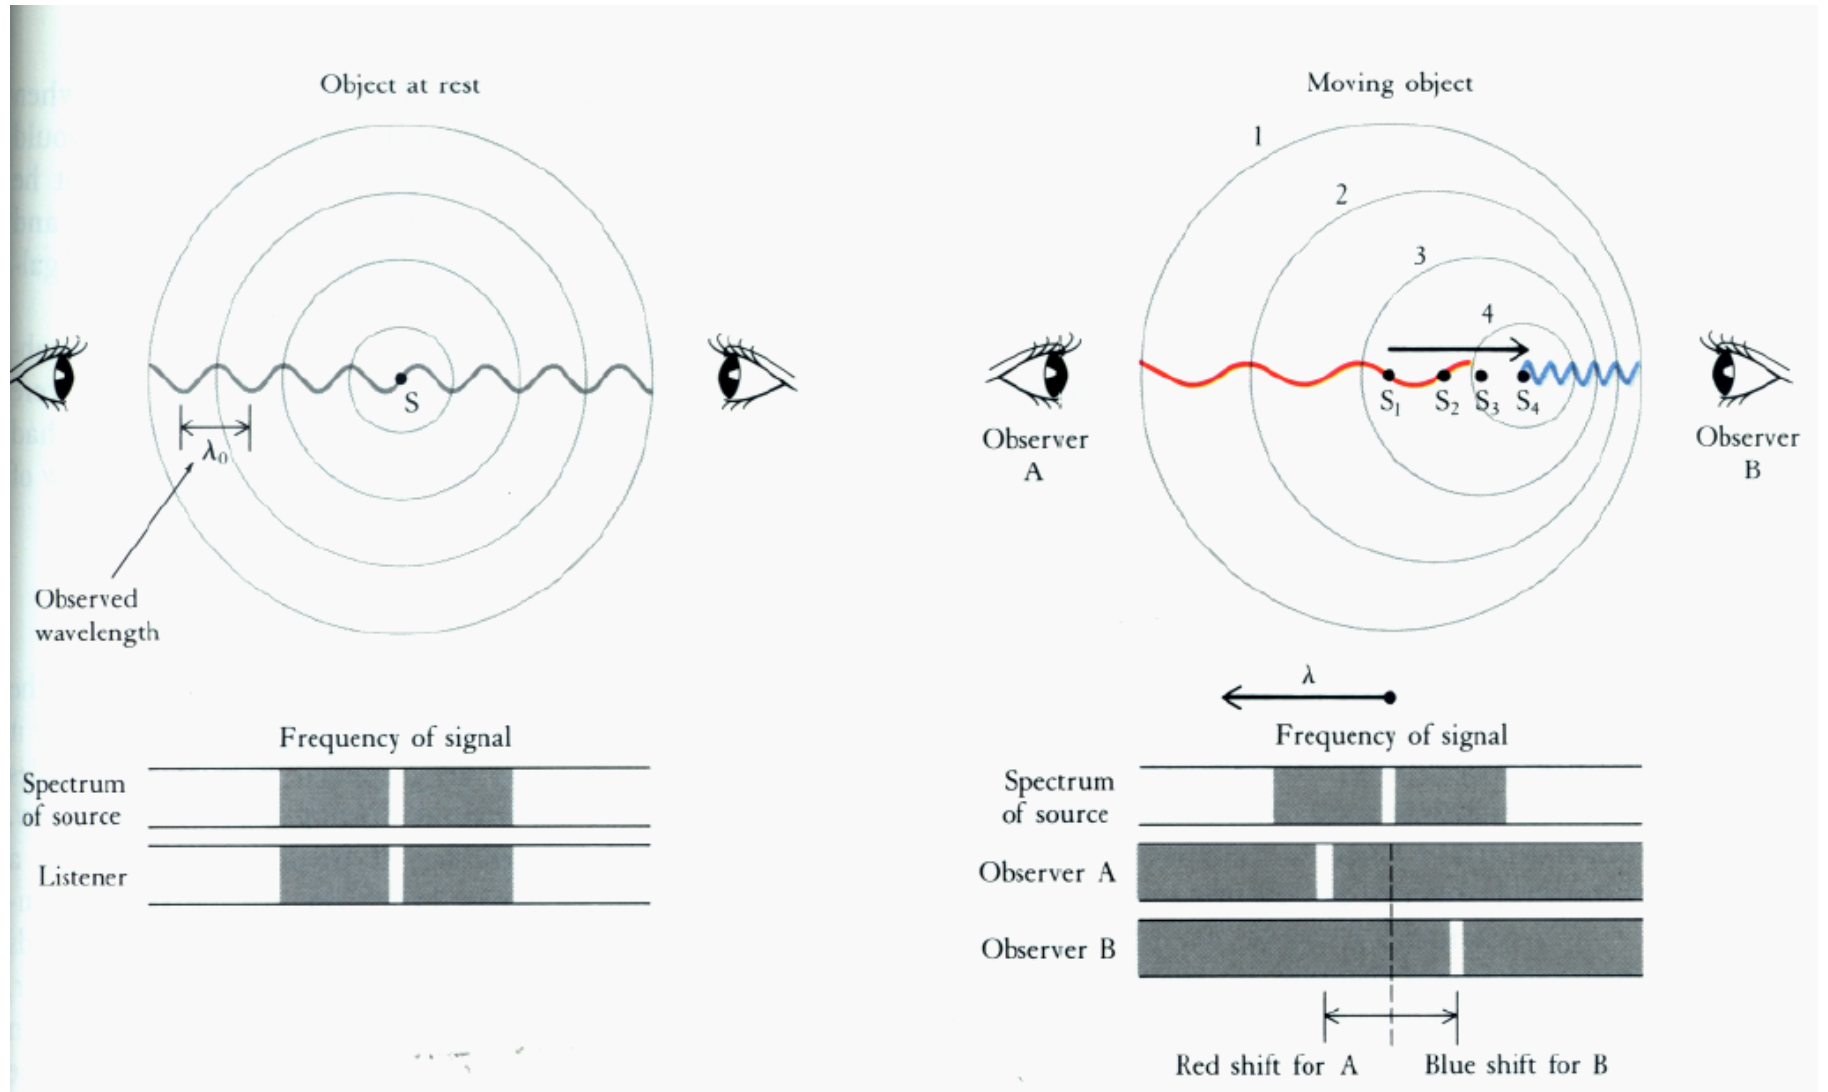 Object at rest
S
λ₀
Observed
wavelength
Frequency of signal
Spectrum
of source
Listener
Moving object
1
2
3
4
S₁ S₂ S₃ S₄
Observer
A
Observer
B
λ
Frequency of signal
Spectrum
of source
Observer A
Observer B
Red shift for A
Blue shift for B